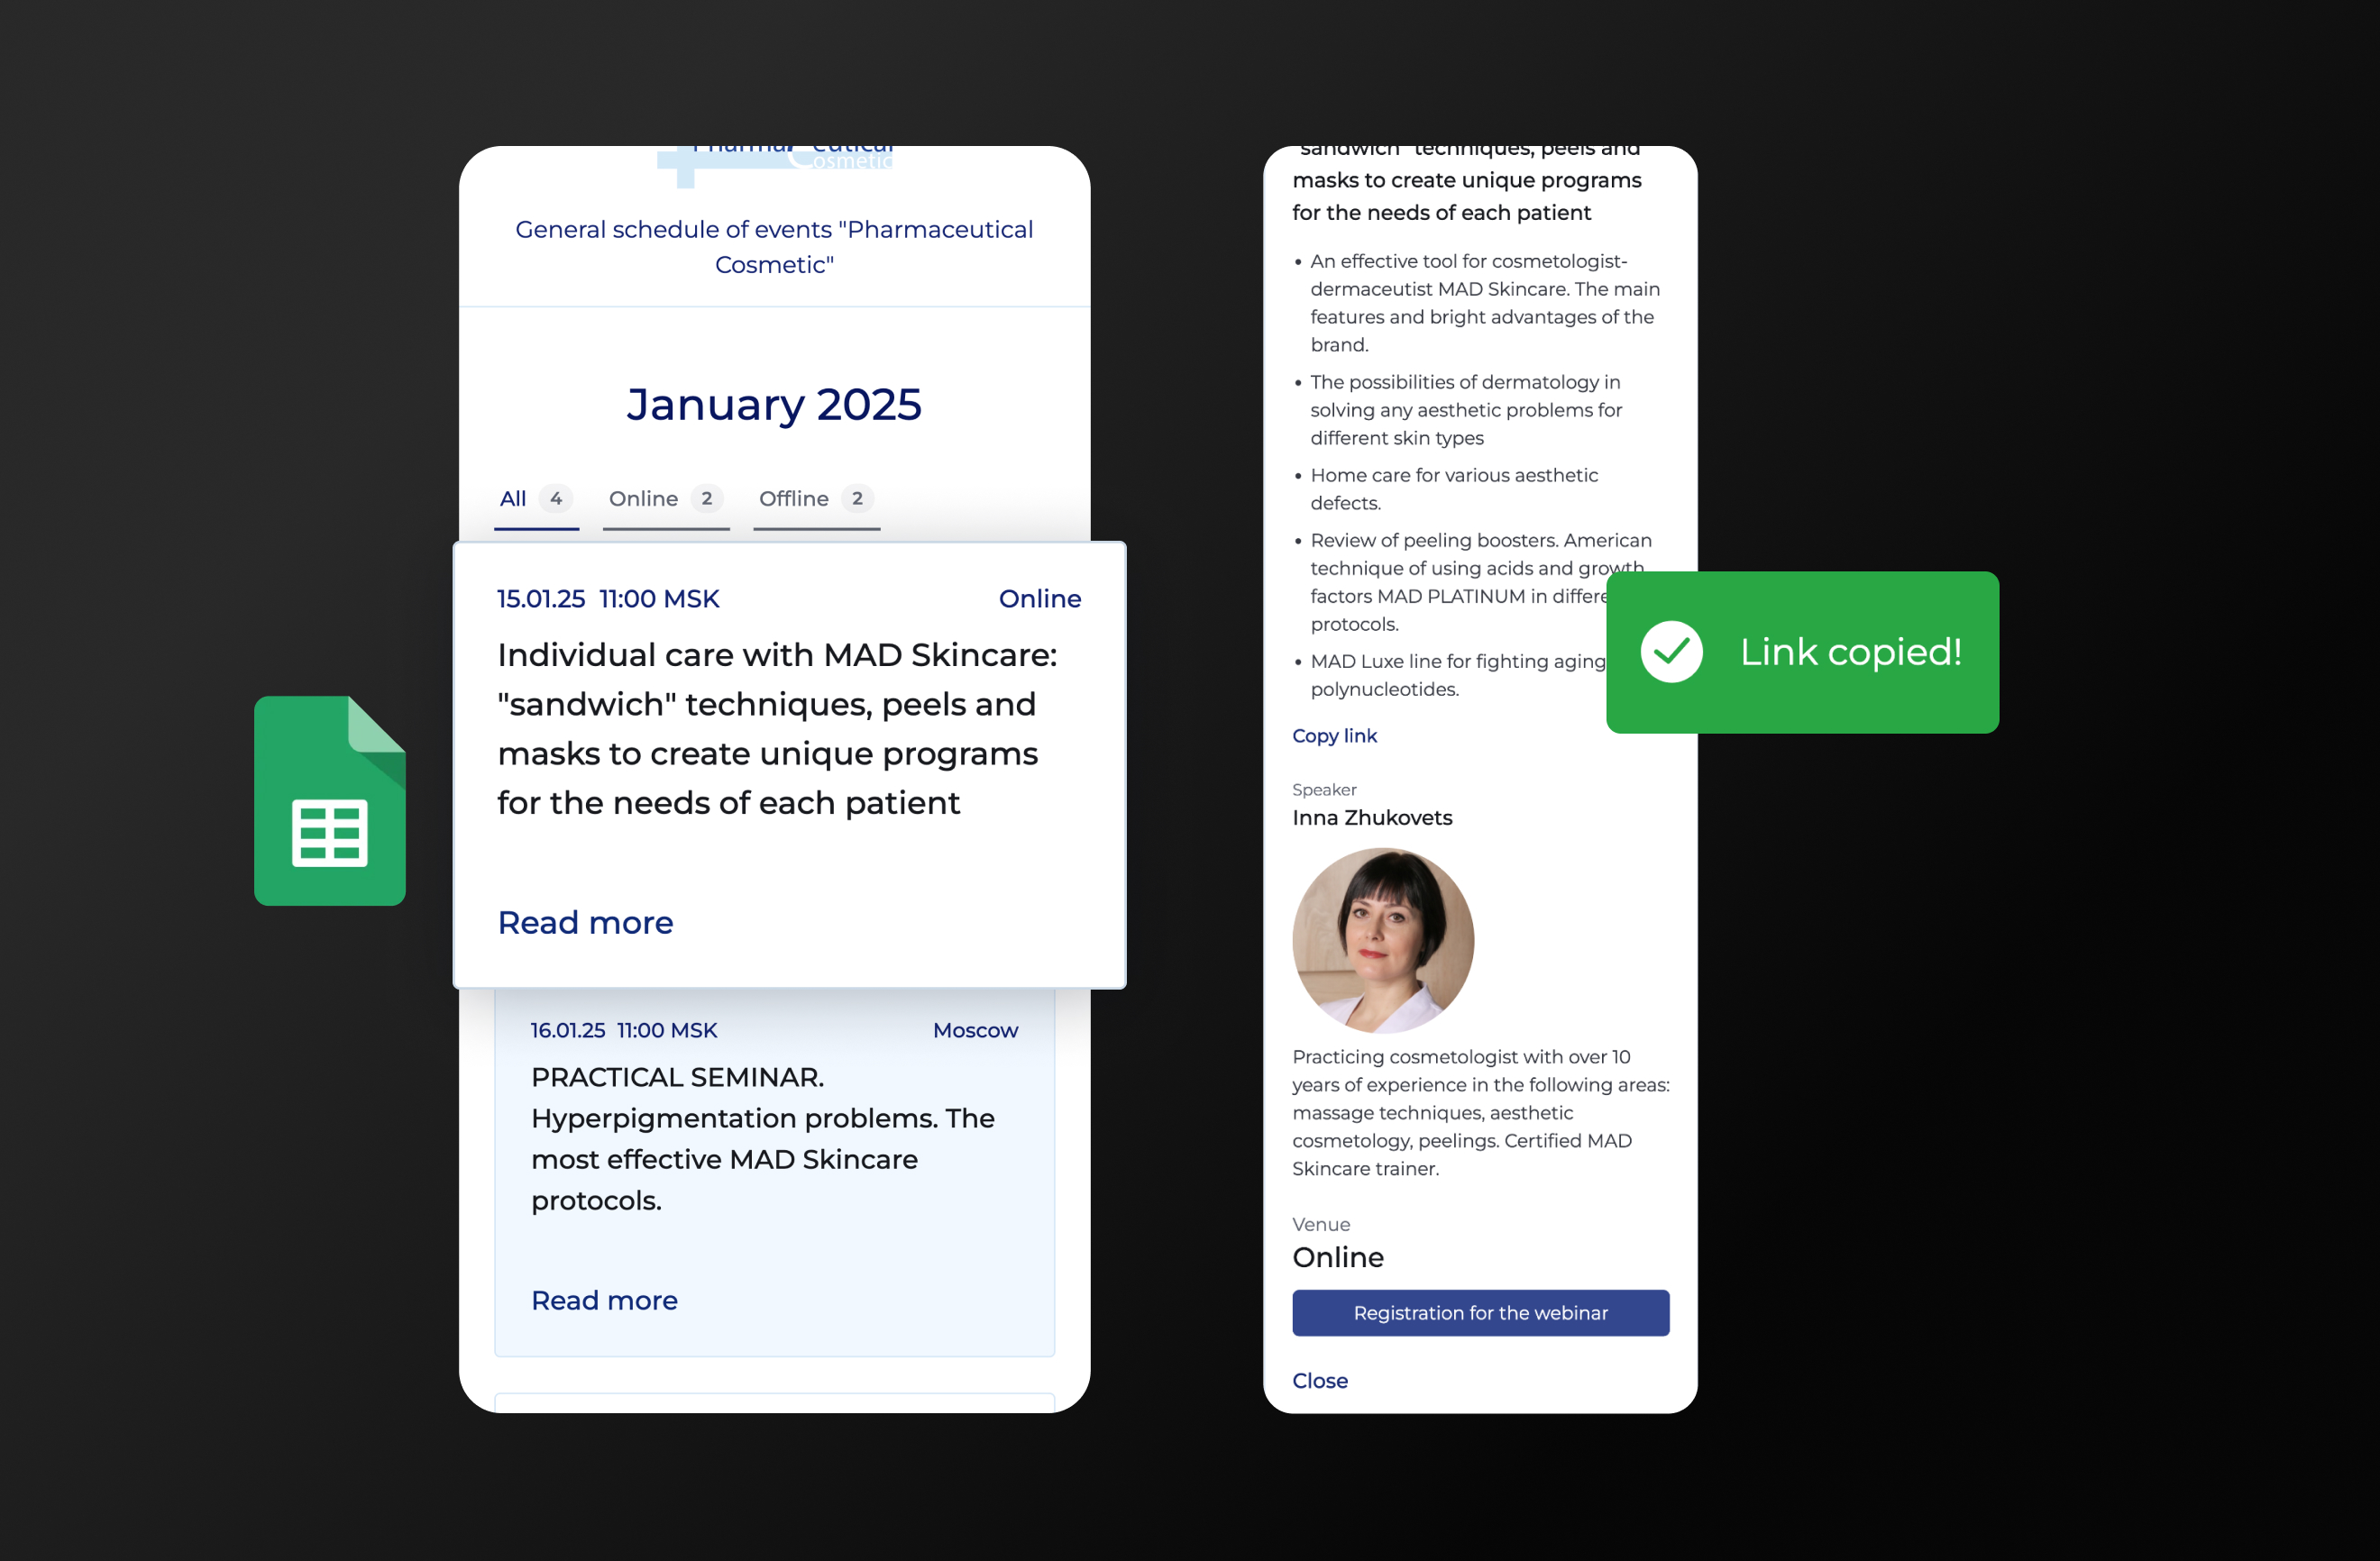 Pharmaceutical
Cosmetic
General schedule of events "Pharmaceutical
Cosmetic"
January 2025
All 4 Online 2 Offline 2
15.01.25 11:00 MSK Online
Individual care with MAD Skincare:
"sandwich" techniques, peels and
masks to create unique programs
for the needs of each patient
Read more
16.01.25 11:00 MSK Moscow
PRACTICAL SEMINAR.
Hyperpigmentation problems. The
most effective MAD Skincare
protocols.
Read more
"sandwich" techniques, peels and
masks to create unique programs
for the needs of each patient
• An effective tool for cosmetologist-
dermaceutist MAD Skincare. The main
features and bright advantages of the
brand.
• The possibilities of dermatology in
solving any aesthetic problems for
different skin types
• Home care for various aesthetic
defects.
• Review of peeling boosters. American
technique of using acids and growth
factors MAD PLATINUM in differe
protocols.
• MAD Luxe line for fighting aging
polynucleotides.
Copy link
Speaker
Inna Zhukovets
Practicing cosmetologist with over 10
years of experience in the following areas:
massage techniques, aesthetic
cosmetology, peelings. Certified MAD
Skincare trainer.
Venue
Online
Registration for the webinar
Close
Link copied!